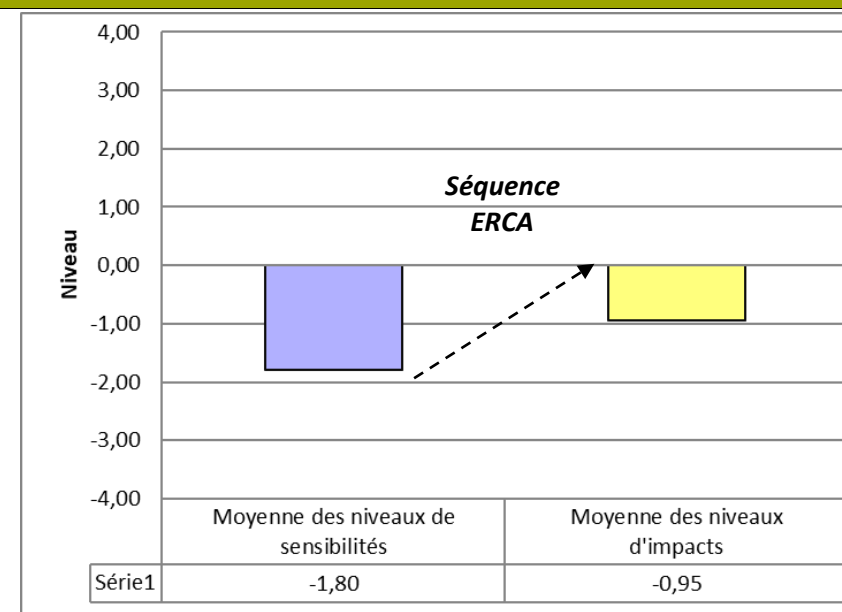 4,00
3,00
2,00
1,00
0,00
-1,00
-2,00
-3,00
-4,00
Niveau
Séquence
ERCA
Moyenne des niveaux de
sensibilités
Moyenne des niveaux
d'impacts
Série1 -1,80 -0,95